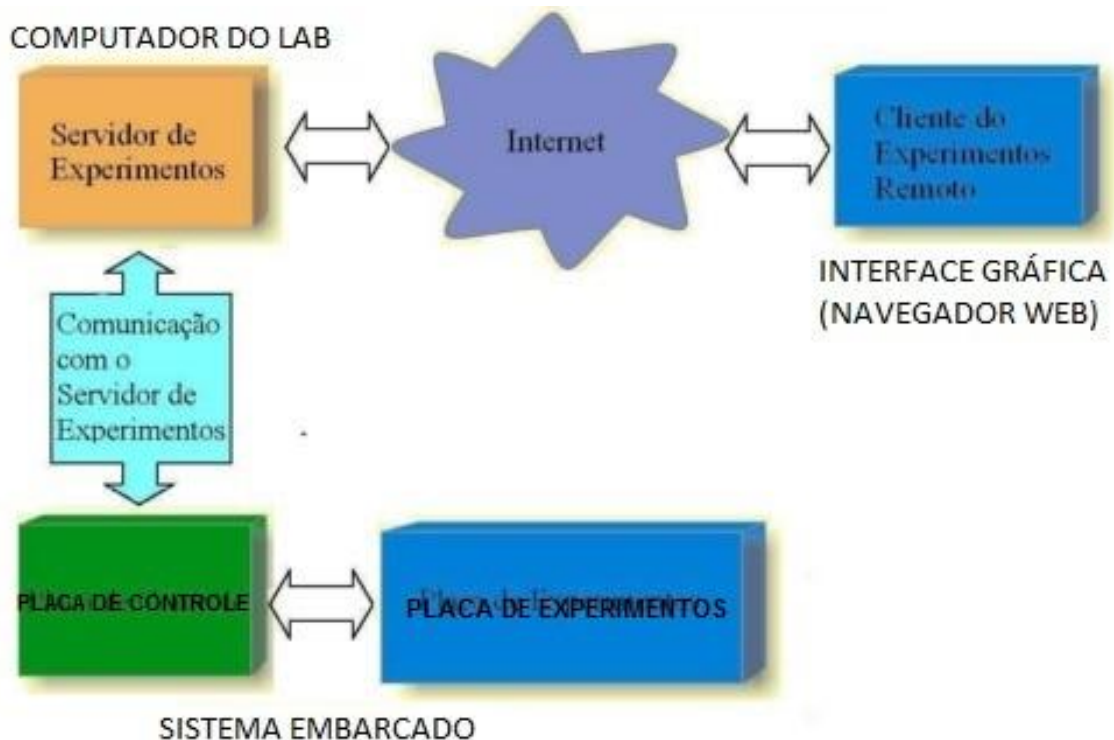 COMPUTADOR DO LAB
Servidor de
Experimentos
Internet
Cliente do
Experimentos
Remoto
INTERFACE GRÁFICA
(NAVEGADOR WEB)
Comunicação
com o
Servidor de
Experimentos
PLACA DE CONTROLE
PLACA DE EXPERIMENTOS
SISTEMA EMBARCADO